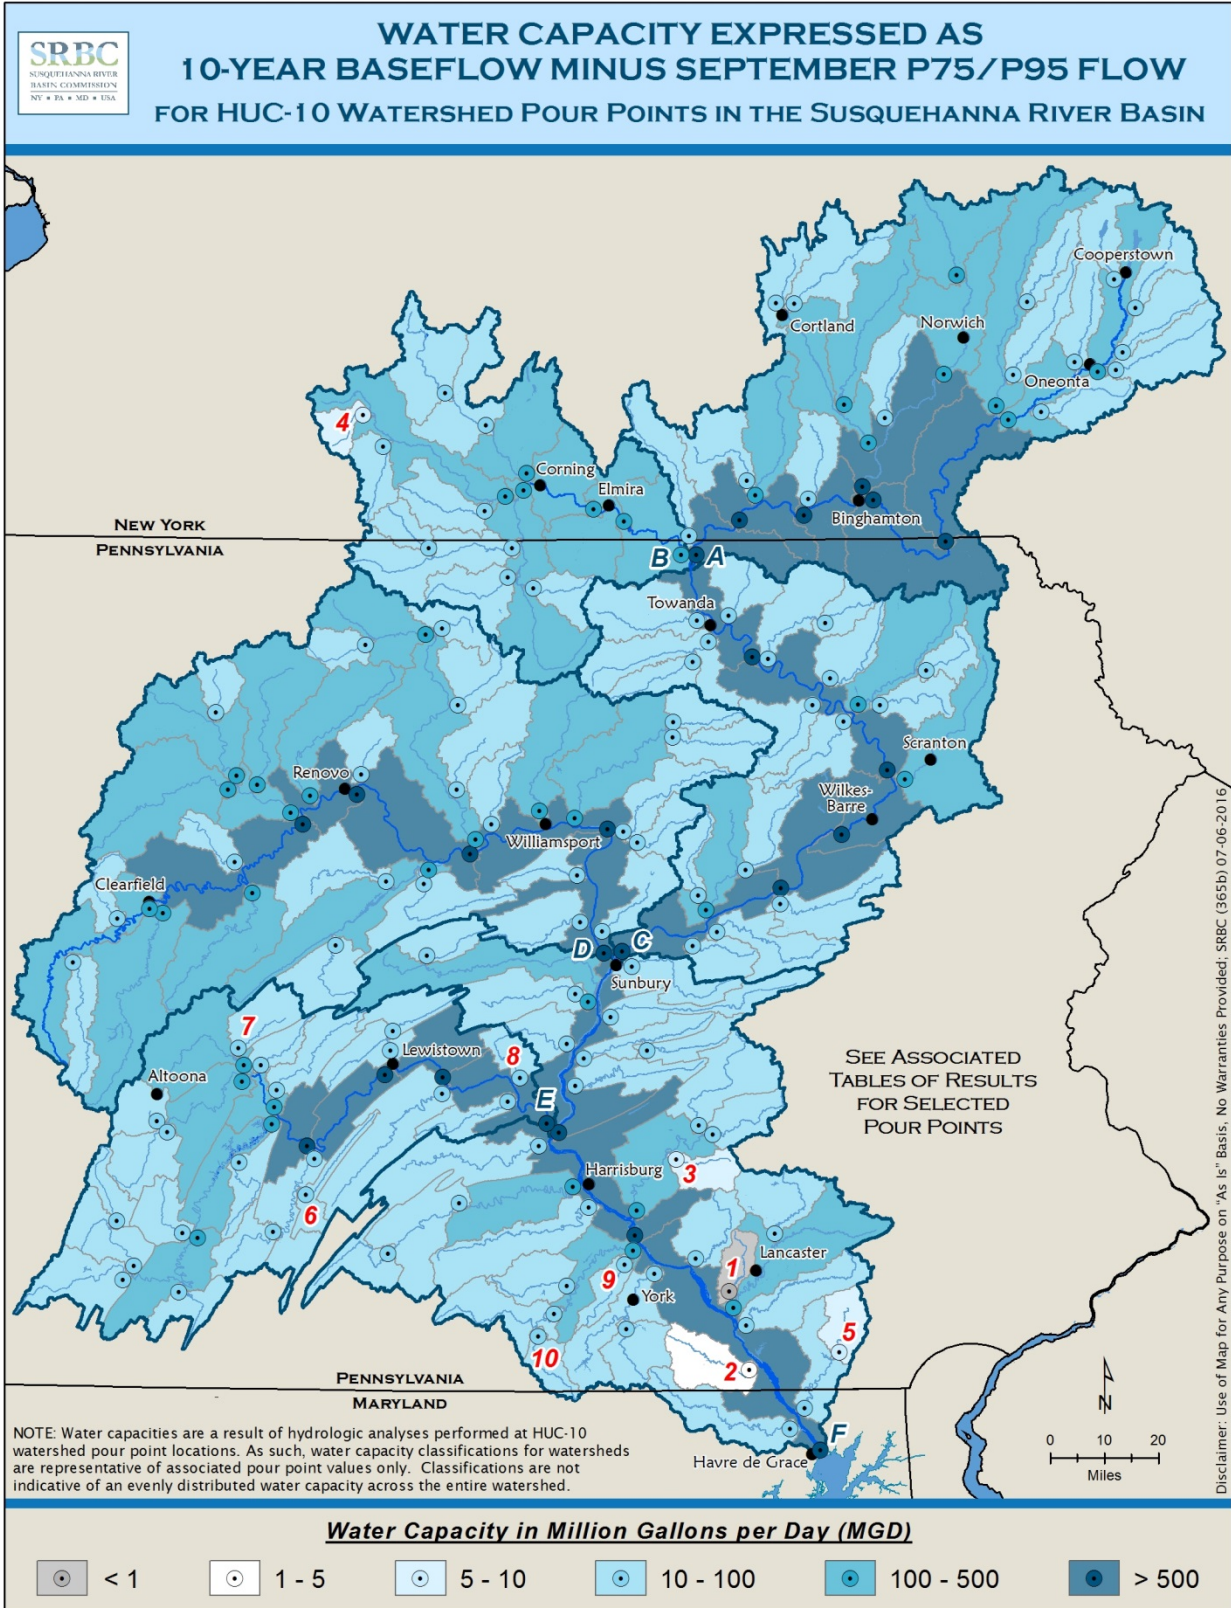 WATER CAPACITY EXPRESSED AS
10-YEAR BASEFLOW MINUS SEPTEMBER P75/P95 FLOW
FOR HUC-10 WATERSHED POUR POINTS IN THE SUSQUEHANNA RIVER BASIN
SRBC
SUSQUEHANNA RIVER
BASIN COMMISSION
NY ▪ PA ▪ MD ▪ USA
Cooperstown
Cortland
Norwich
Oneonta
4
Corning
Elmira
Binghamton
NEW YORK
PENNSYLVANIA
B
A
Towanda
Scranton
Renovo
Wilkes-
Barre
Williamsport
Clearfield
D
C
Sunbury
7
Lewistown
8
Altoona
E
SEE ASSOCIATED
TABLES OF RESULTS
FOR SELECTED
POUR POINTS
Harrisburg
3
6
1
Lancaster
9
York
5
10
2
PENNSYLVANIA
MARYLAND
N
F
Havre de Grace
0
10
20
Miles
NOTE: Water capacities are a result of hydrologic analyses performed at HUC-10
watershed pour point locations. As such, water capacity classifications for watersheds
are representative of associated pour point values only. Classifications are not
indicative of an evenly distributed water capacity across the entire watershed.
Disclaimer: Use of Map for Any Purpose on "As Is" Basis, No Warranties Provided; SRBC (365b) 07-06-2016
Water Capacity in Million Gallons per Day (MGD)
< 1
1 - 5
5 - 10
10 - 100
100 - 500
> 500